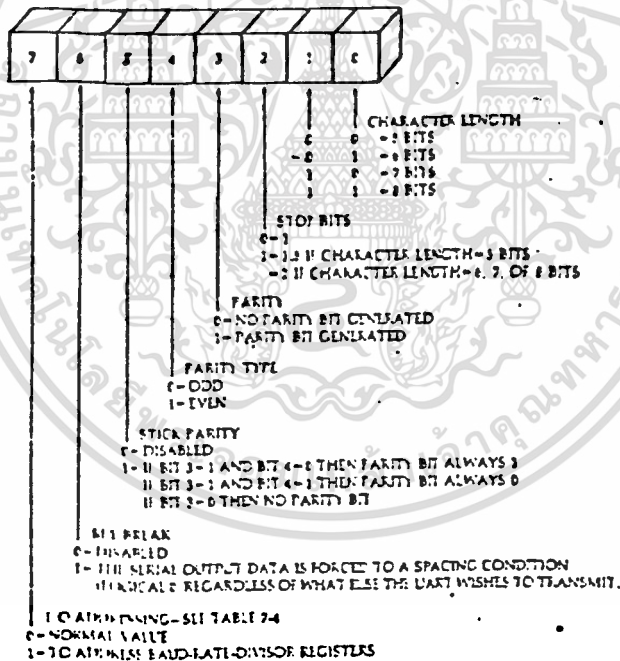 7 6 5 4 3 2 1 0
CHARACTER LENGTH
0 0 = 5 BITS
0 1 = 6 BITS
1 0 = 7 BITS
1 1 = 8 BITS
STOP BITS
0 = 1
1 = 1.5 IF CHARACTER LENGTH = 5 BITS
= 2 IF CHARACTER LENGTH = 6, 7, OR 8 BITS
PARITY
0 = NO PARITY BIT GENERATED
1 = PARITY BIT GENERATED
PARITY TYPE
0 = ODD
1 = EVEN
STICK PARITY
0 = DISABLED
1 = IF BIT 3 = 1 AND BIT 4 = 0 THEN PARITY BIT ALWAYS 1
IF BIT 3 = 1 AND BIT 4 = 1 THEN PARITY BIT ALWAYS 0
IF BIT 3 = 0 THEN NO PARITY BIT
SET BREAK
0 = DISABLED
1 = THE SERIAL OUTPUT DATA IS FORCED TO A SPACING CONDITION
REGARDLESS OF WHAT ELSE THE UART WISHES TO TRANSMIT.
SEE TABLE 7-4
0 = NORMAL VALUE
1 = TO ADDRESS BAUD-RATE-DIVISOR REGISTERS